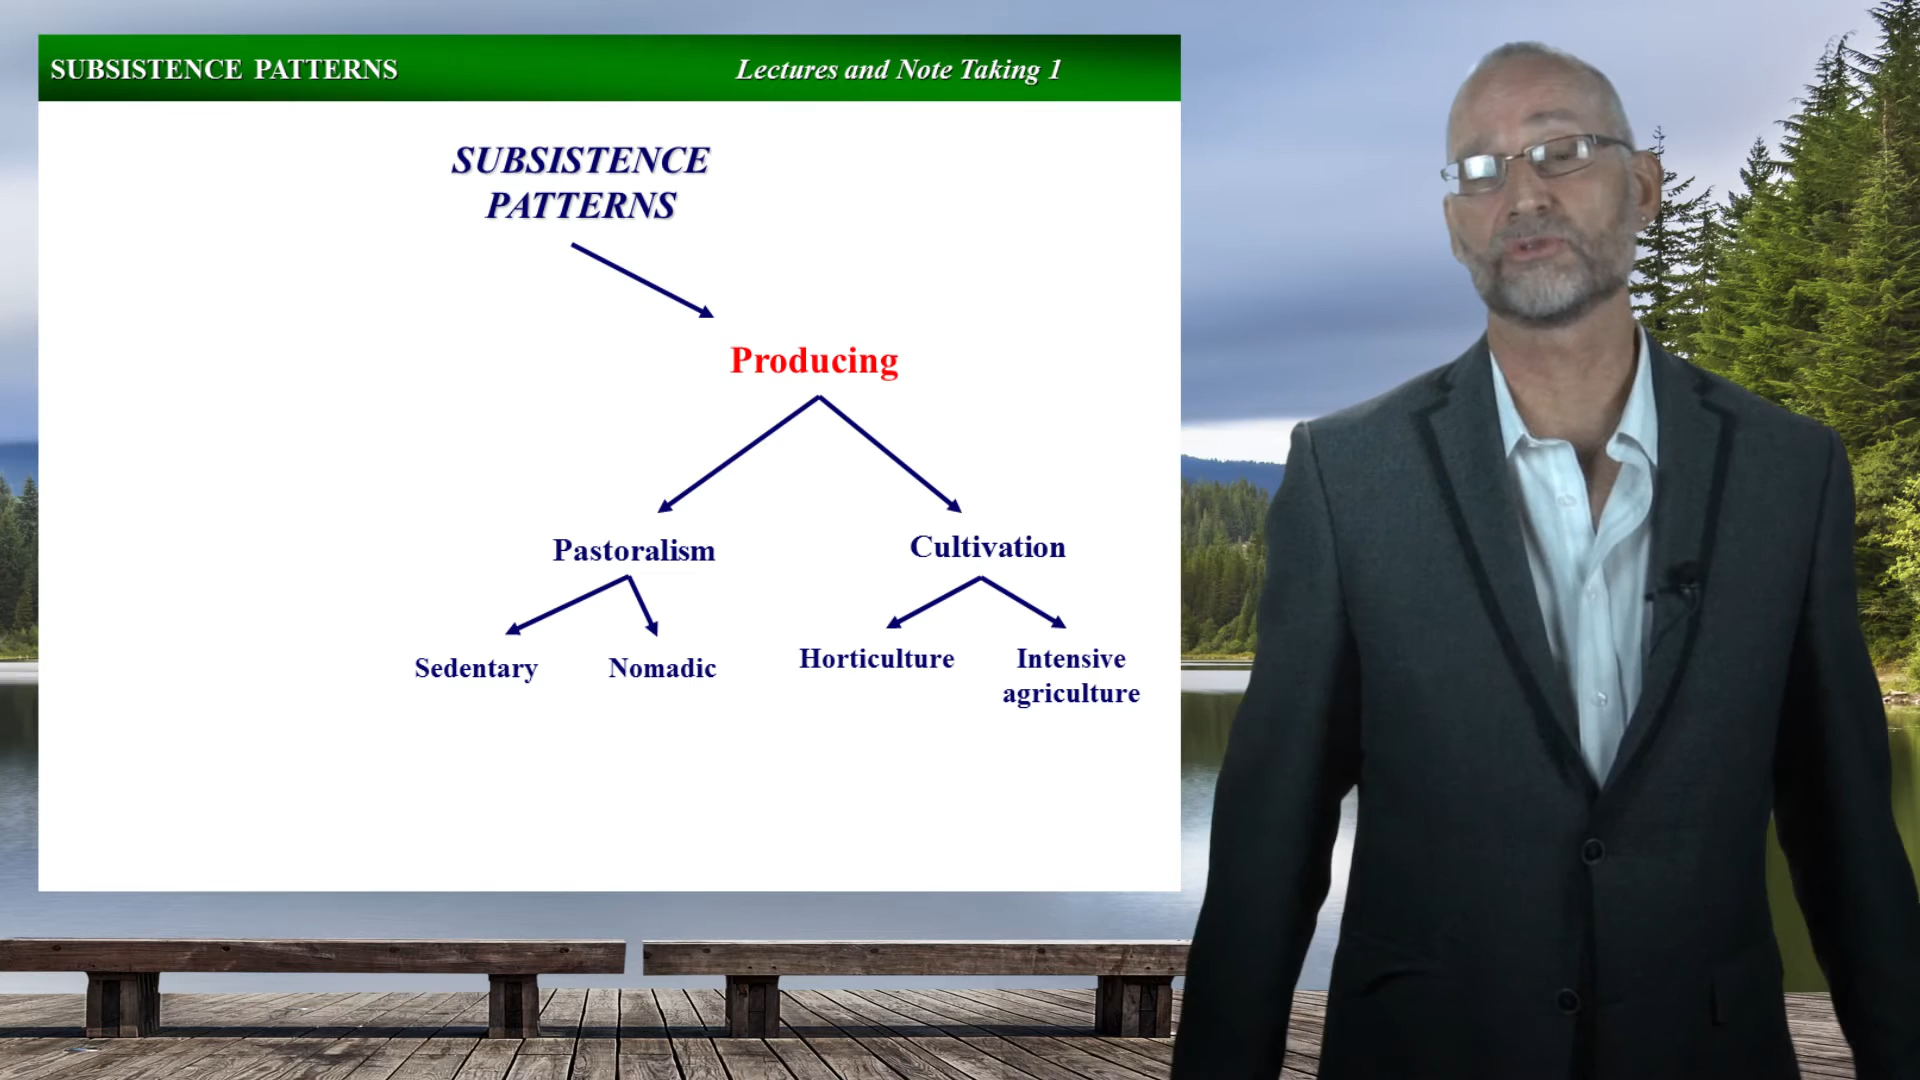 SUBSISTENCE PATTERNS
Lectures and Note Taking 1
SUBSISTENCE
PATTERNS
Producing
Pastoralism
Cultivation
Sedentary
Nomadic
Horticulture
Intensive
agriculture